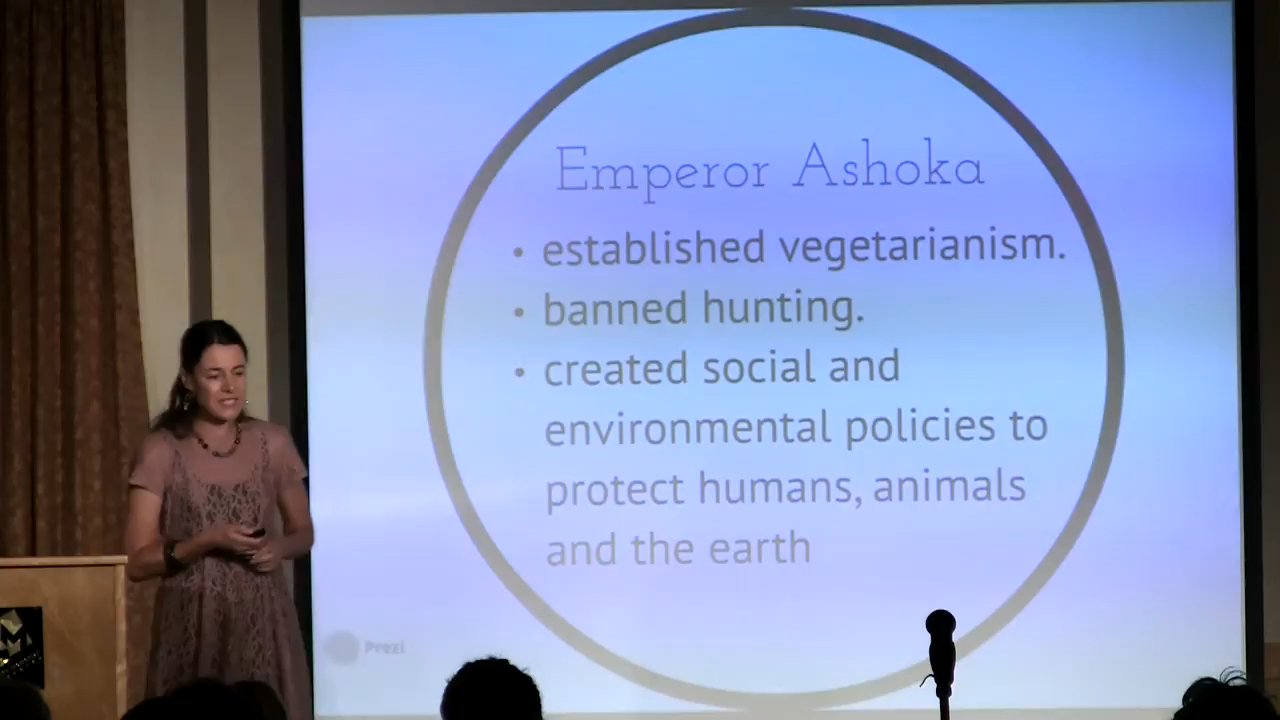 Emperor Ashoka
• established vegetarianism.
• banned hunting.
• created social and
environmental policies to
protect humans, animals
and the earth
Prezi